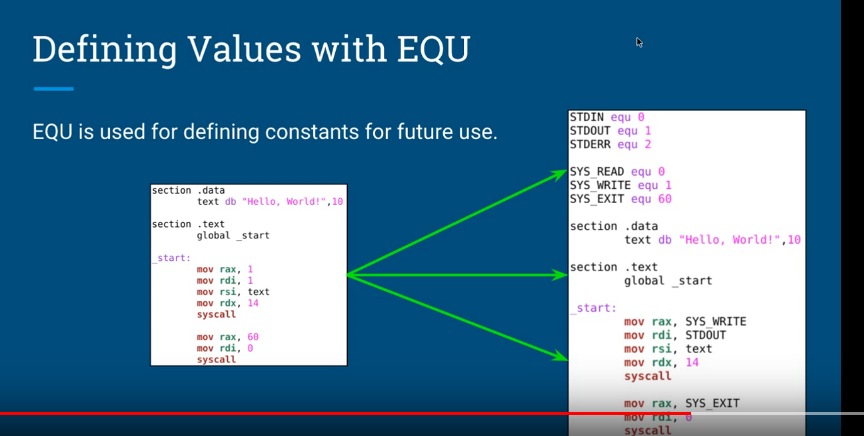 Defining Values with EQU
EQU is used for defining constants for future use.
section .data
text db "Hello, World!",10
section .text
global _start
_start:
mov rax, 1
mov rdi, 1
mov rsi, text
mov rdx, 14
syscall
mov rax, 60
mov rdi, 0
syscall
STDIN equ 0
STDOUT equ 1
STDERR equ 2
SYS_READ equ 0
SYS_WRITE equ 1
SYS_EXIT equ 60
section .data
text db "Hello, World!",10
section .text
global _start
_start:
mov rax, SYS_WRITE
mov rdi, STDOUT
mov rsi, text
mov rdx, 14
syscall
mov rax, SYS_EXIT
mov rdi, 0
syscall